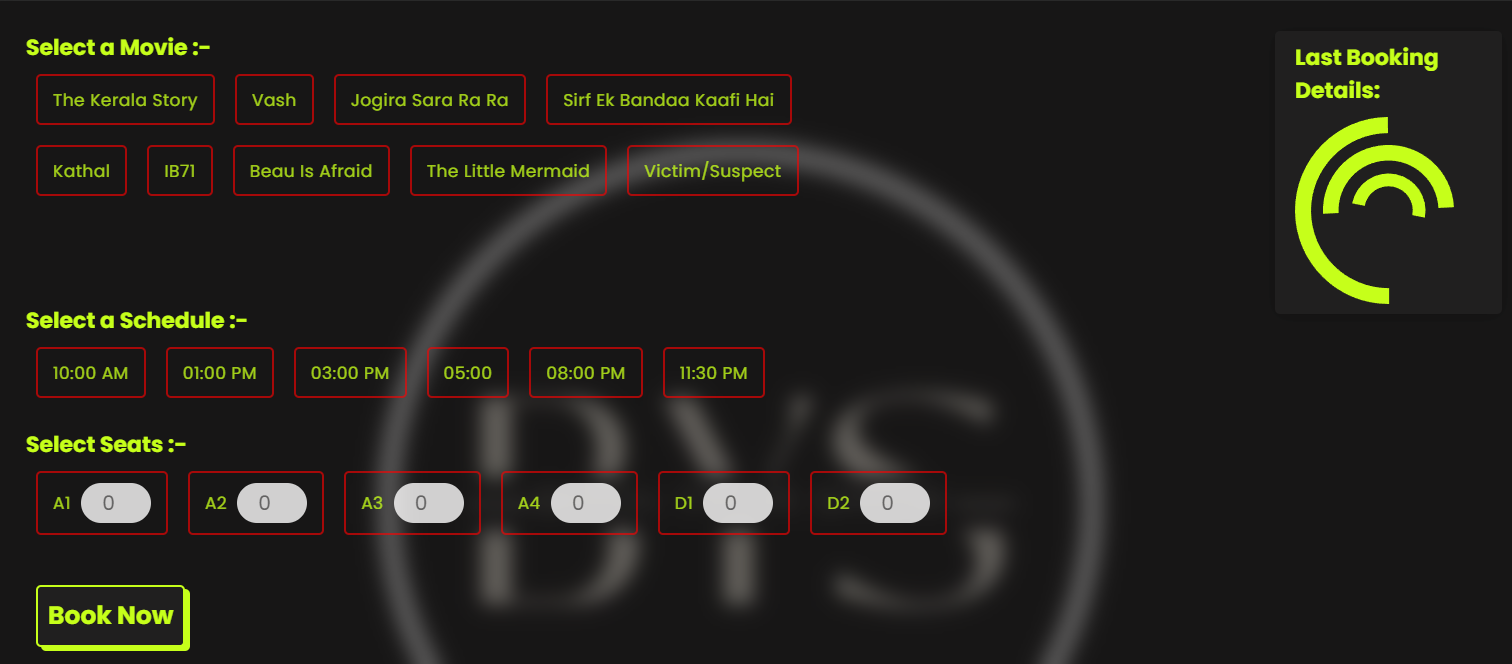 Select a Movie :-
The Kerala Story Vash Jogira Sara Ra Ra Sirf Ek Bandaa Kaafi Hai
Kathal IB71 Beau Is Afraid The Little Mermaid Victim/Suspect
Last Booking
Details:
Select a Schedule :-
10:00 AM 01:00 PM 03:00 PM 05:00 08:00 PM 11:30 PM
BYS
Select Seats :-
A1 0 A2 0 A3 0 A4 0 D1 0 D2 0
Book Now